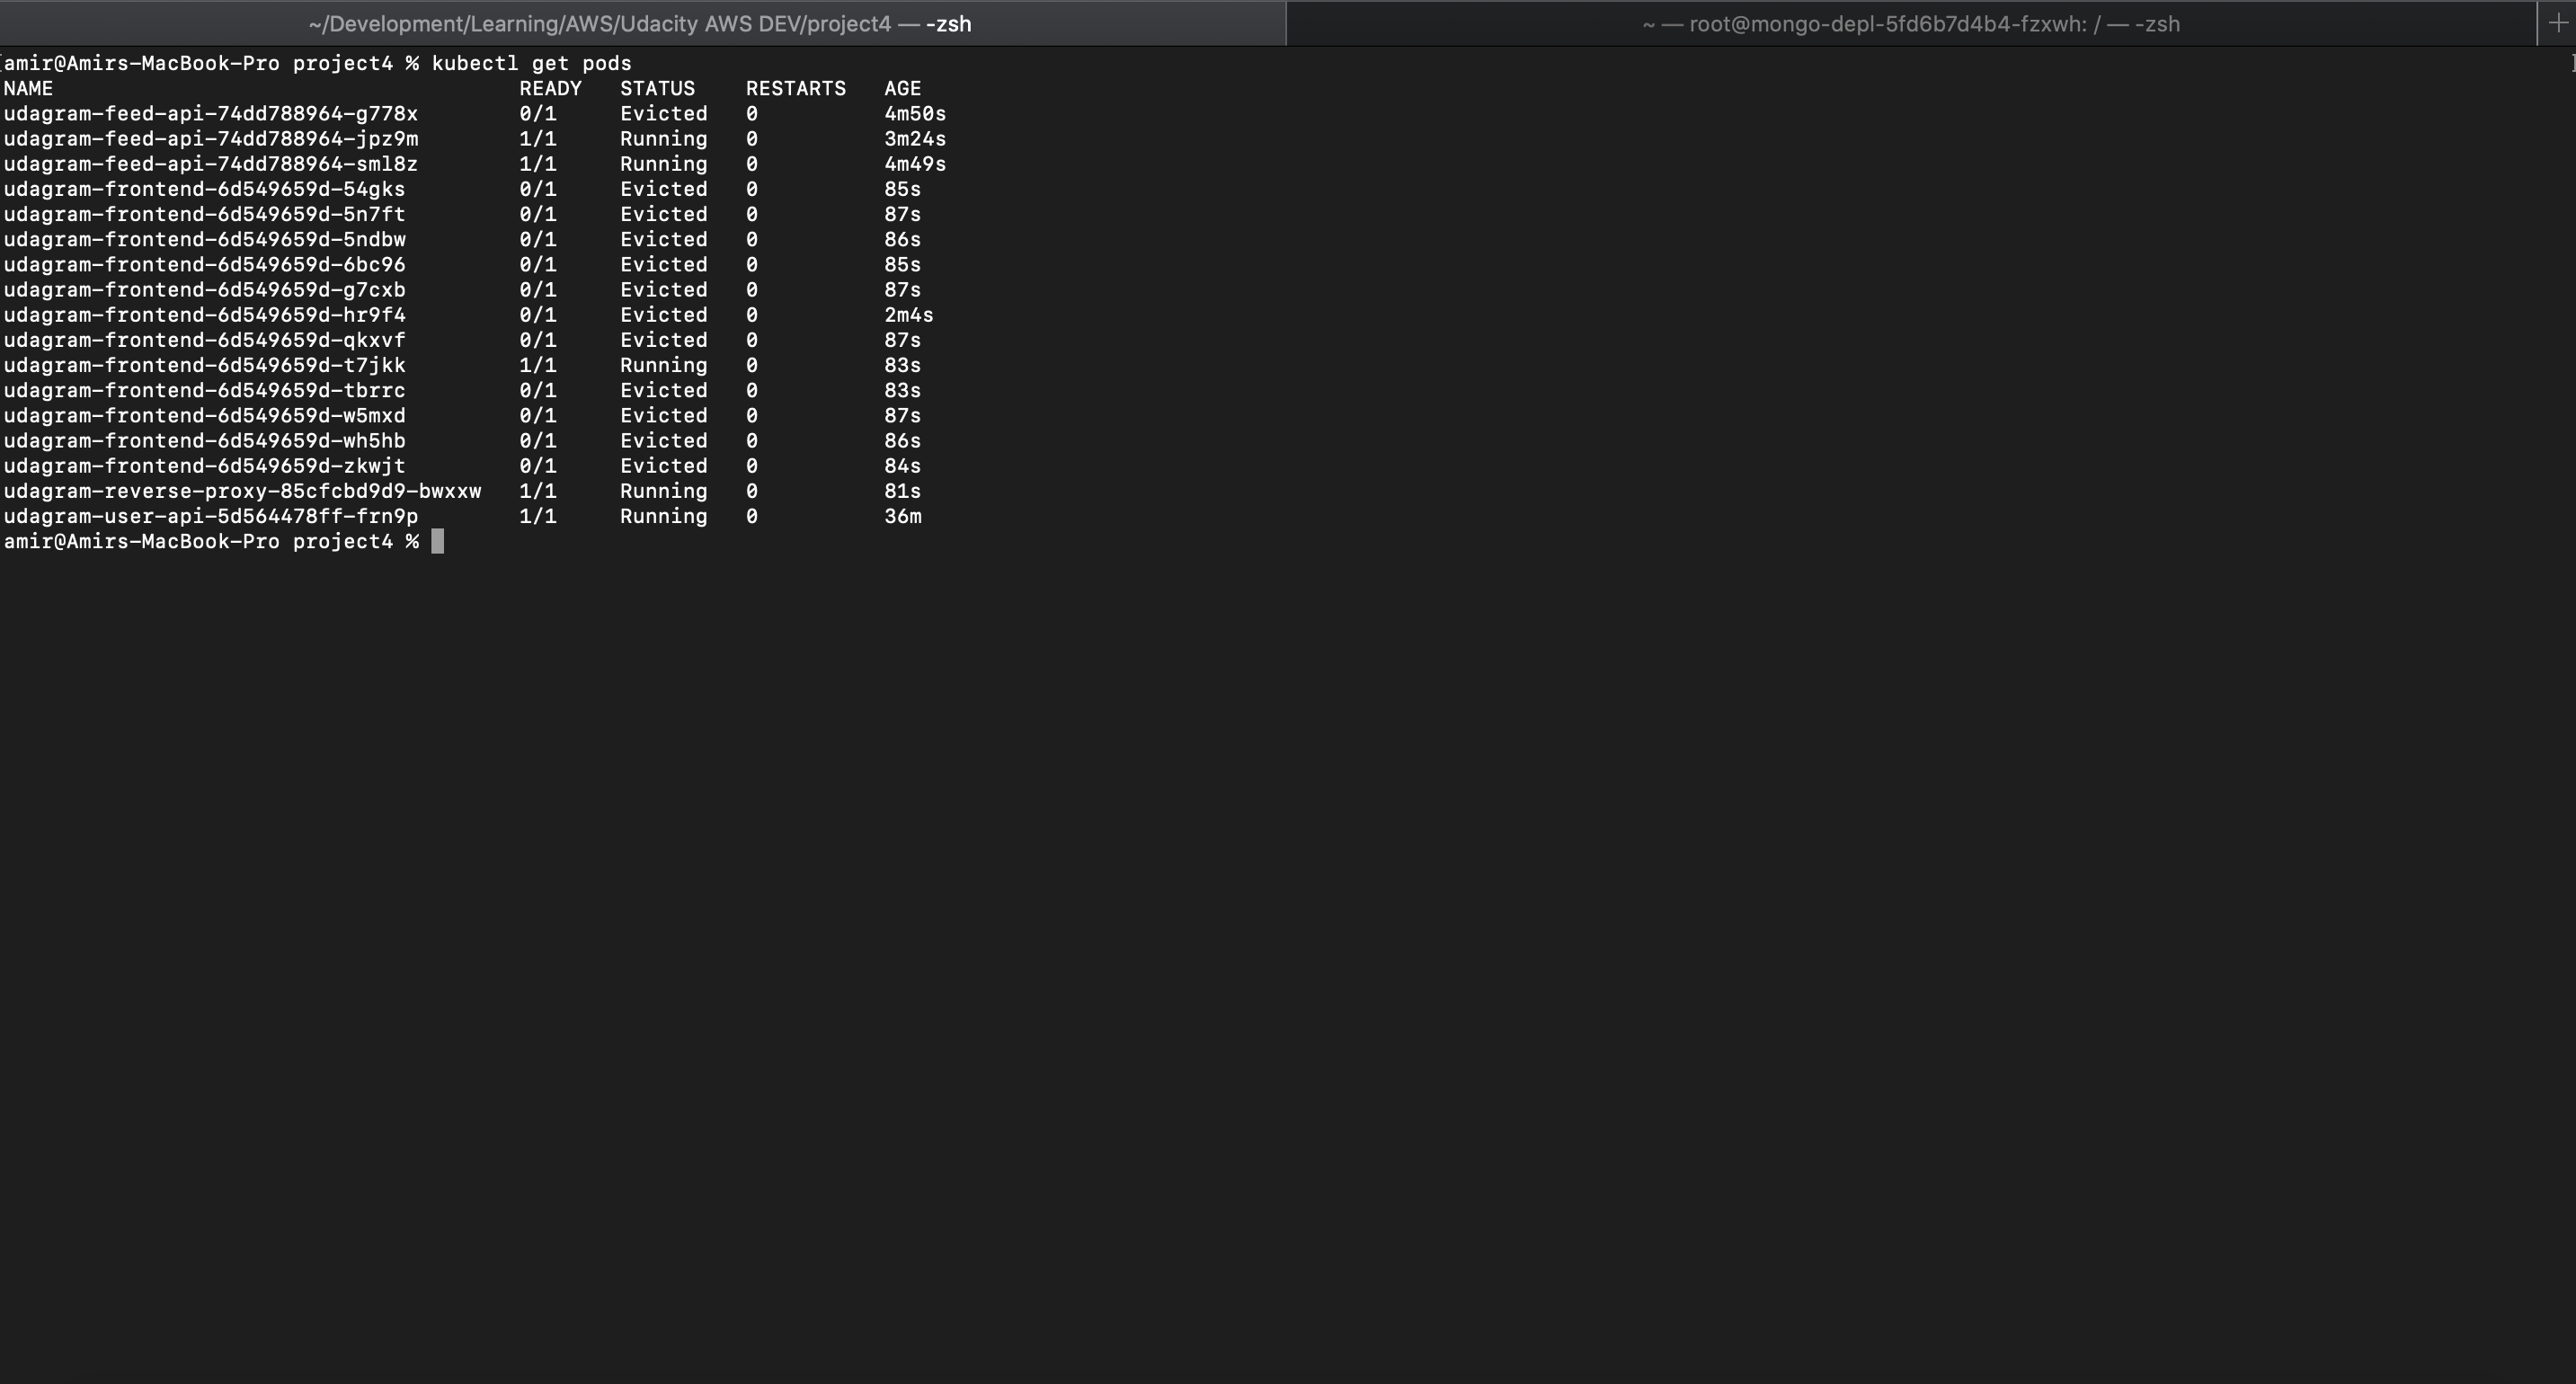 ~/Development/Learning/AWS/Udacity AWS DEV/project4 — -zsh
~ — root@mongo-depl-5fd6b7d4b4-fzxwh: / — -zsh
[amir@Amirs-MacBook-Pro project4 % kubectl get pods ]
NAME READY STATUS RESTARTS AGE
udagram-feed-api-74dd788964-g778x 0/1 Evicted 0 4m50s
udagram-feed-api-74dd788964-jpz9m 1/1 Running 0 3m24s
udagram-feed-api-74dd788964-sml8z 1/1 Running 0 4m49s
udagram-frontend-6d549659d-54gks 0/1 Evicted 0 85s
udagram-frontend-6d549659d-5n7ft 0/1 Evicted 0 87s
udagram-frontend-6d549659d-5ndbw 0/1 Evicted 0 86s
udagram-frontend-6d549659d-6bc96 0/1 Evicted 0 85s
udagram-frontend-6d549659d-g7cxb 0/1 Evicted 0 87s
udagram-frontend-6d549659d-hr9f4 0/1 Evicted 0 2m4s
udagram-frontend-6d549659d-qkxvf 0/1 Evicted 0 87s
udagram-frontend-6d549659d-t7jkk 1/1 Running 0 83s
udagram-frontend-6d549659d-tbrrc 0/1 Evicted 0 83s
udagram-frontend-6d549659d-w5mxd 0/1 Evicted 0 87s
udagram-frontend-6d549659d-wh5hb 0/1 Evicted 0 86s
udagram-frontend-6d549659d-zkwjt 0/1 Evicted 0 84s
udagram-reverse-proxy-85cfcbd9d9-bwxxw 1/1 Running 0 81s
udagram-user-api-5d564478ff-frn9p 1/1 Running 0 36m
amir@Amirs-MacBook-Pro project4 %